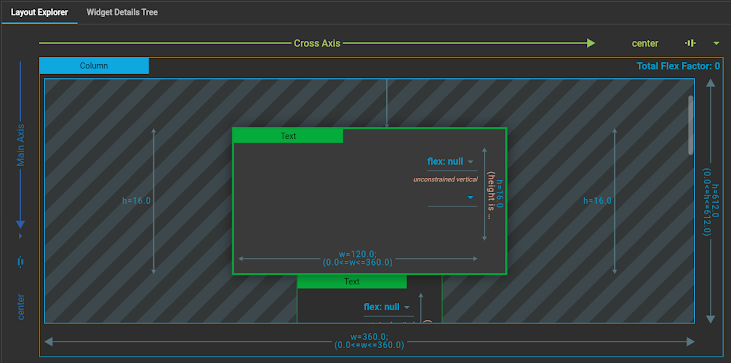 Layout Explorer Widget Details Tree
Cross Axis center
Column Total Flex Factor: 0
Main Axis
center
Text
flex: null
unconstrained vertical
h=16.0
(height is ...
h=16.0
h=16.0
w=120.0;
(0.0<=w<=360.0)
Text
flex: null
h=612.0
(0.0<=h<=612.0)
w=360.0;
(0.0<=w<=360.0)